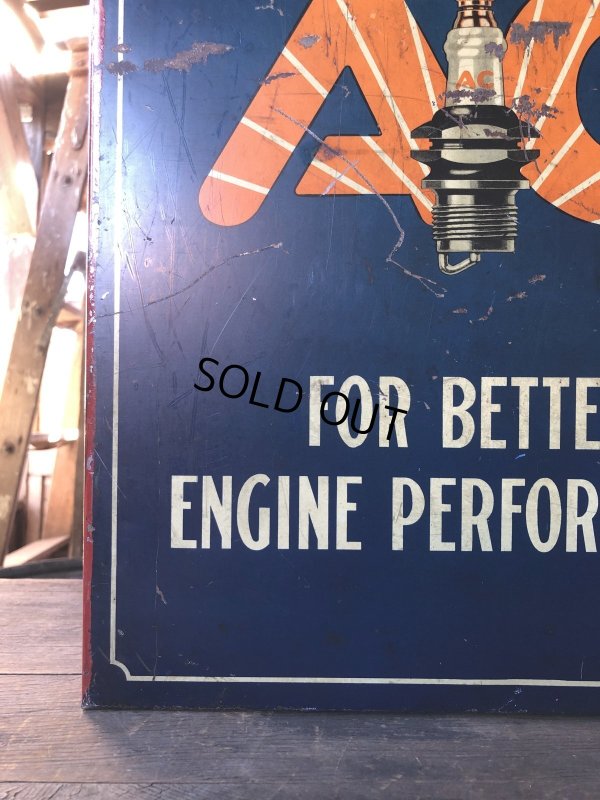 AC
AC
SOLD OUT
FOR BETTE
ENGINE PERFOR